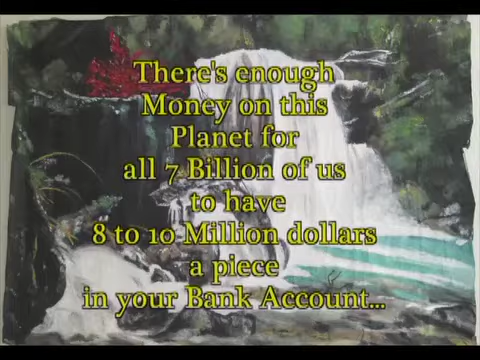 There's enough
Money on this
Planet for
all 7 Billion of us
to have
8 to 10 Million dollars
a piece
in your Bank Account...